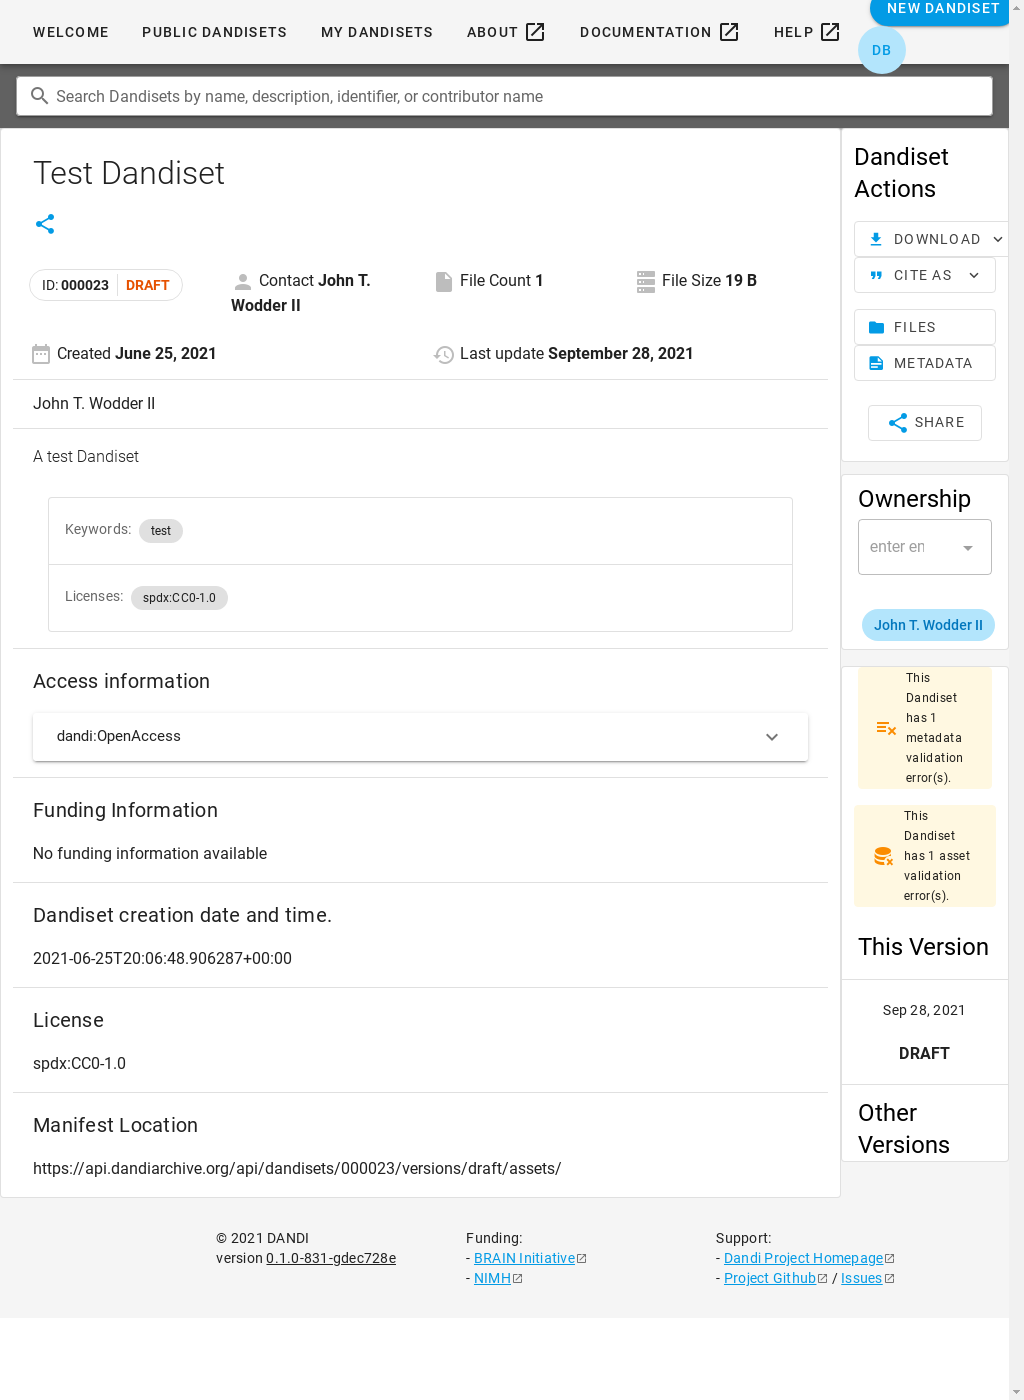 WELCOME PUBLIC DANDISETS MY DANDISETS ABOUT DOCUMENTATION HELP NEW DANDISET
DB
Search Dandisets by name, description, identifier, or contributor name
Test Dandiset
ID: 000023 DRAFT
Contact John T. Wodder II
File Count 1
File Size 19 B
Created June 25, 2021
Last update September 28, 2021
John T. Wodder II
A test Dandiset
Keywords: test
Licenses: spdx:CC0-1.0
Access information
dandi:OpenAccess
Funding Information
No funding information available
Dandiset creation date and time.
2021-06-25T20:06:48.906287+00:00
License
spdx:CC0-1.0
Manifest Location
https://api.dandiarchive.org/api/dandisets/000023/versions/draft/assets/
Dandiset
Actions
DOWNLOAD
CITE AS
FILES
METADATA
SHARE
Ownership
enter en
John T. Wodder II
This
Dandiset
has 1
metadata
validation
error(s).
This
Dandiset
has 1 asset
validation
error(s).
This Version
Sep 28, 2021
DRAFT
Other
Versions
© 2021 DANDI
version 0.1.0-831-gdec728e
Funding:
- BRAIN Initiative
- NIMH
Support:
- Dandi Project Homepage
- Project Github / Issues